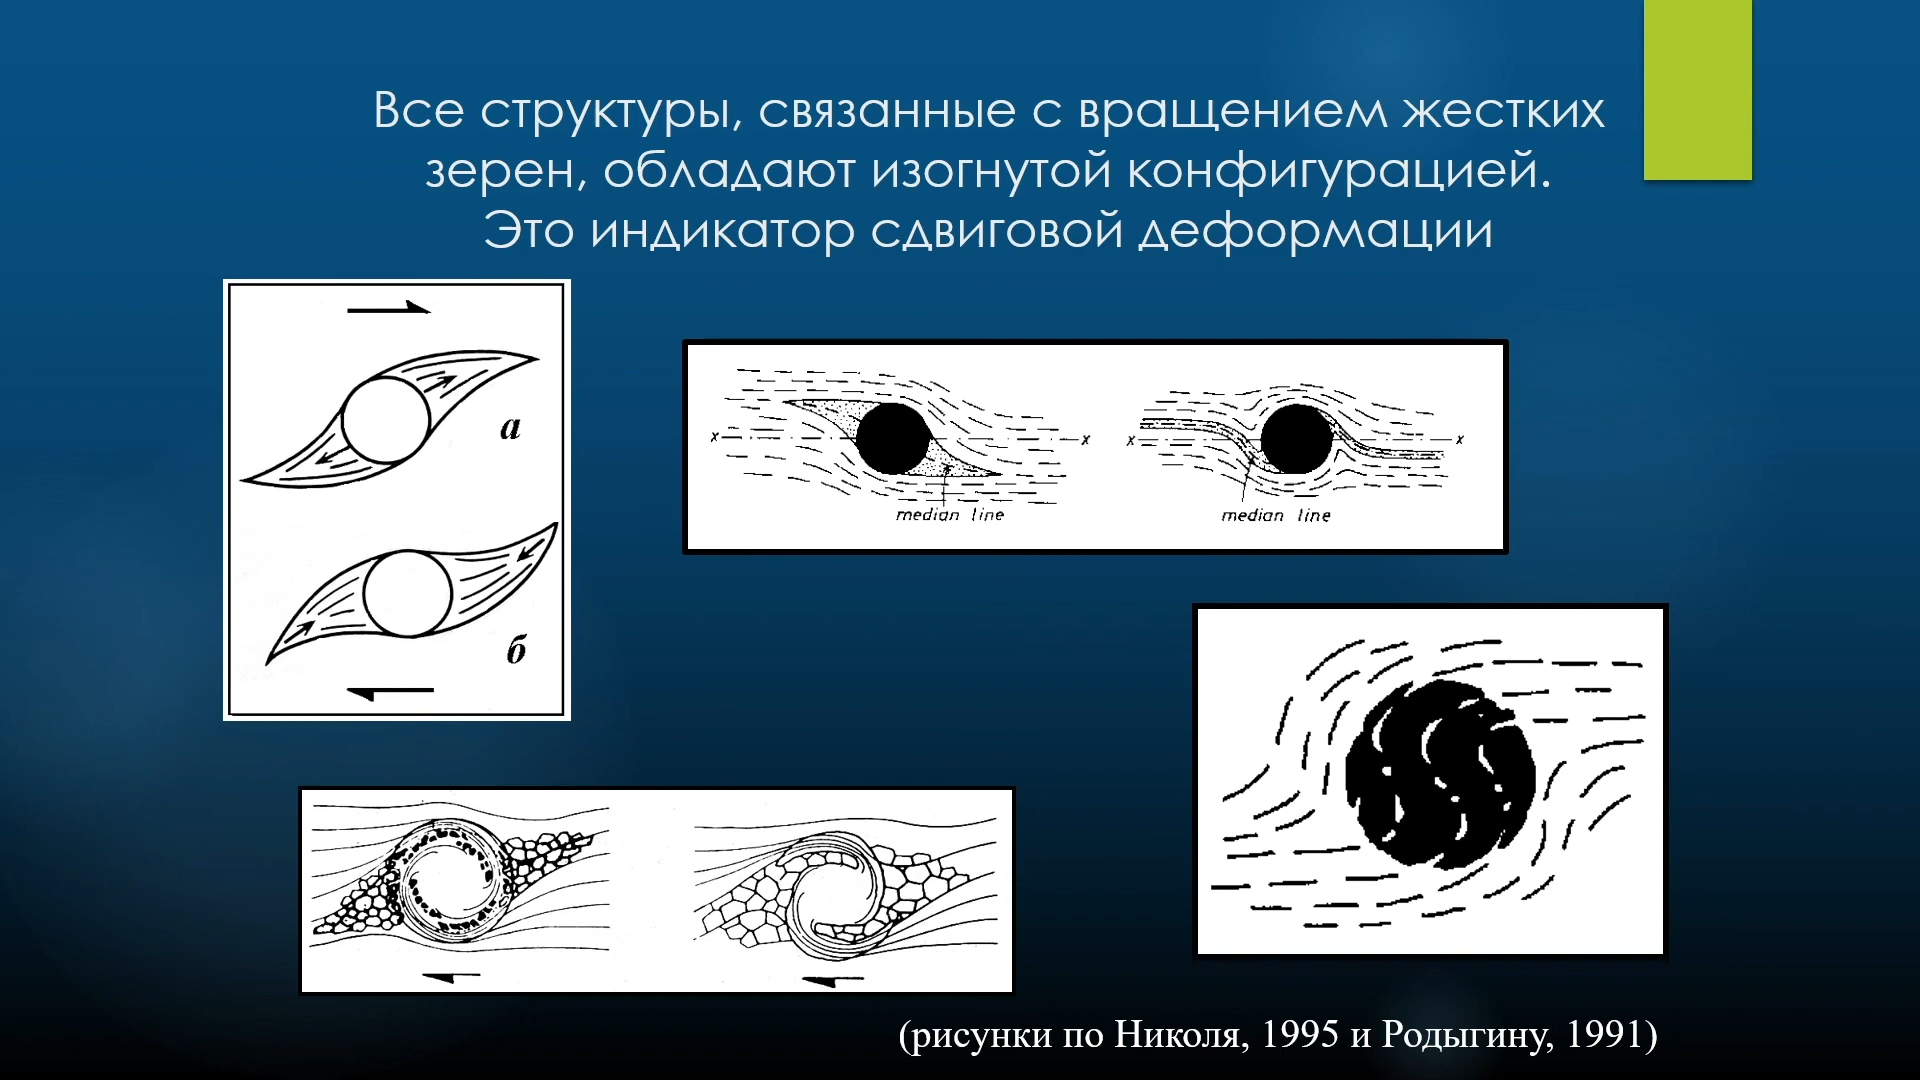 Все структуры, связанные с вращением жестких
зерен, обладают изогнутой конфигурацией.
Это индикатор сдвиговой деформации
а
б
x
x
median line
x
x
median line
(рисунки по Николя, 1995 и Родыгину, 1991)